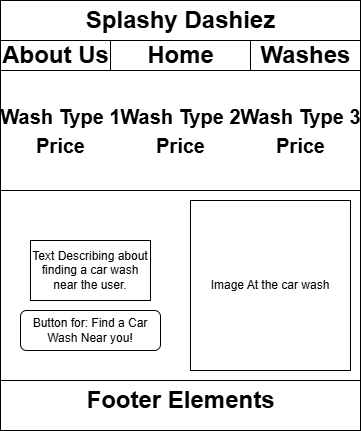 Splashy Dashiez
About Us Home Washes
Wash Type 1 Wash Type 2 Wash Type 3
Price Price Price
Text Describing about
finding a car wash
near the user.
Button for: Find a Car
Wash Near you!
Image At the car wash
Footer Elements